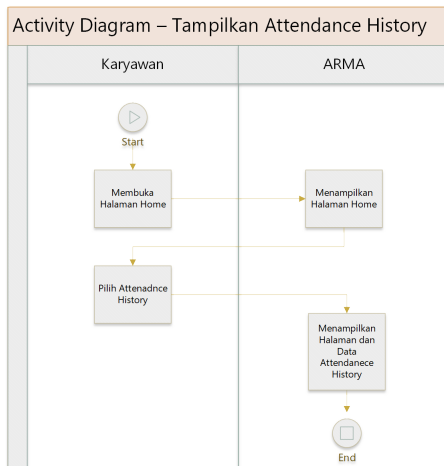 Activity Diagram – Tampilkan Attendance History
Karyawan
ARMA
Start
Membuka
Halaman Home
Menampilkan
Halaman Home
Pilih Attenadnce
History
Menampilkan
Halaman dan
Data
Attendanece
History
End